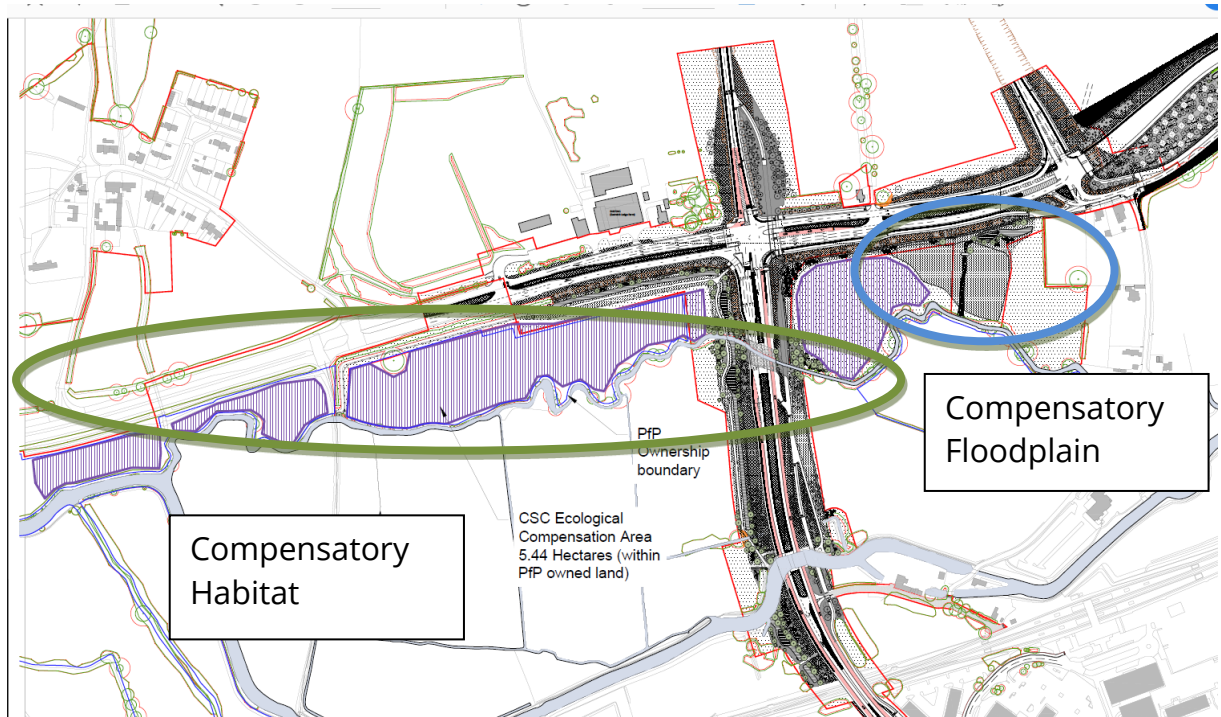 PfP
Ownership
boundary
Compensatory
Floodplain
CSC Ecological
Compensation Area
5.44 Hectares (within
PfP owned land)
Compensatory
Habitat